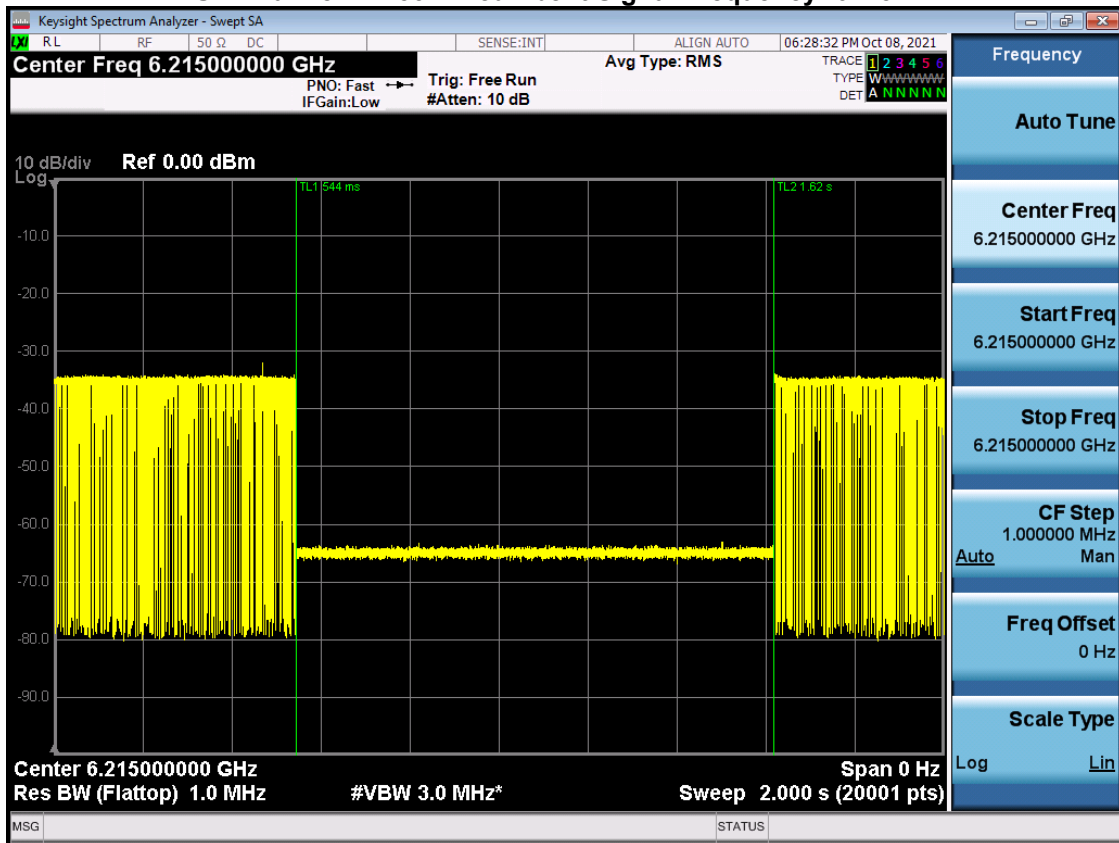 Keysight Spectrum Analyzer - Swept SA
LXI RL RF 50 Ω DC SENSE:INT ALIGN AUTO 06:28:32 PM Oct 08, 2021
Center Freq 6.215000000 GHz
PNO: Fast
IFGain:Low
Trig: Free Run
#Atten: 10 dB
Avg Type: RMS
TRACE 1 2 3 4 5 6
TYPE WWWWWW
DET A N N N N N
10 dB/div Ref 0.00 dBm
Log
TL1 544 ms
TL2 1.62 s
-10.0
-20.0
-30.0
-40.0
-50.0
-60.0
-70.0
-80.0
-90.0
Center 6.215000000 GHz Span 0 Hz
Res BW (Flattop) 1.0 MHz #VBW 3.0 MHz* Sweep 2.000 s (20001 pts)
MSG STATUS
Frequency
Auto Tune
Center Freq
6.215000000 GHz
Start Freq
6.215000000 GHz
Stop Freq
6.215000000 GHz
CF Step
1.000000 MHz
Auto Man
Freq Offset
0 Hz
Scale Type
Log Lin